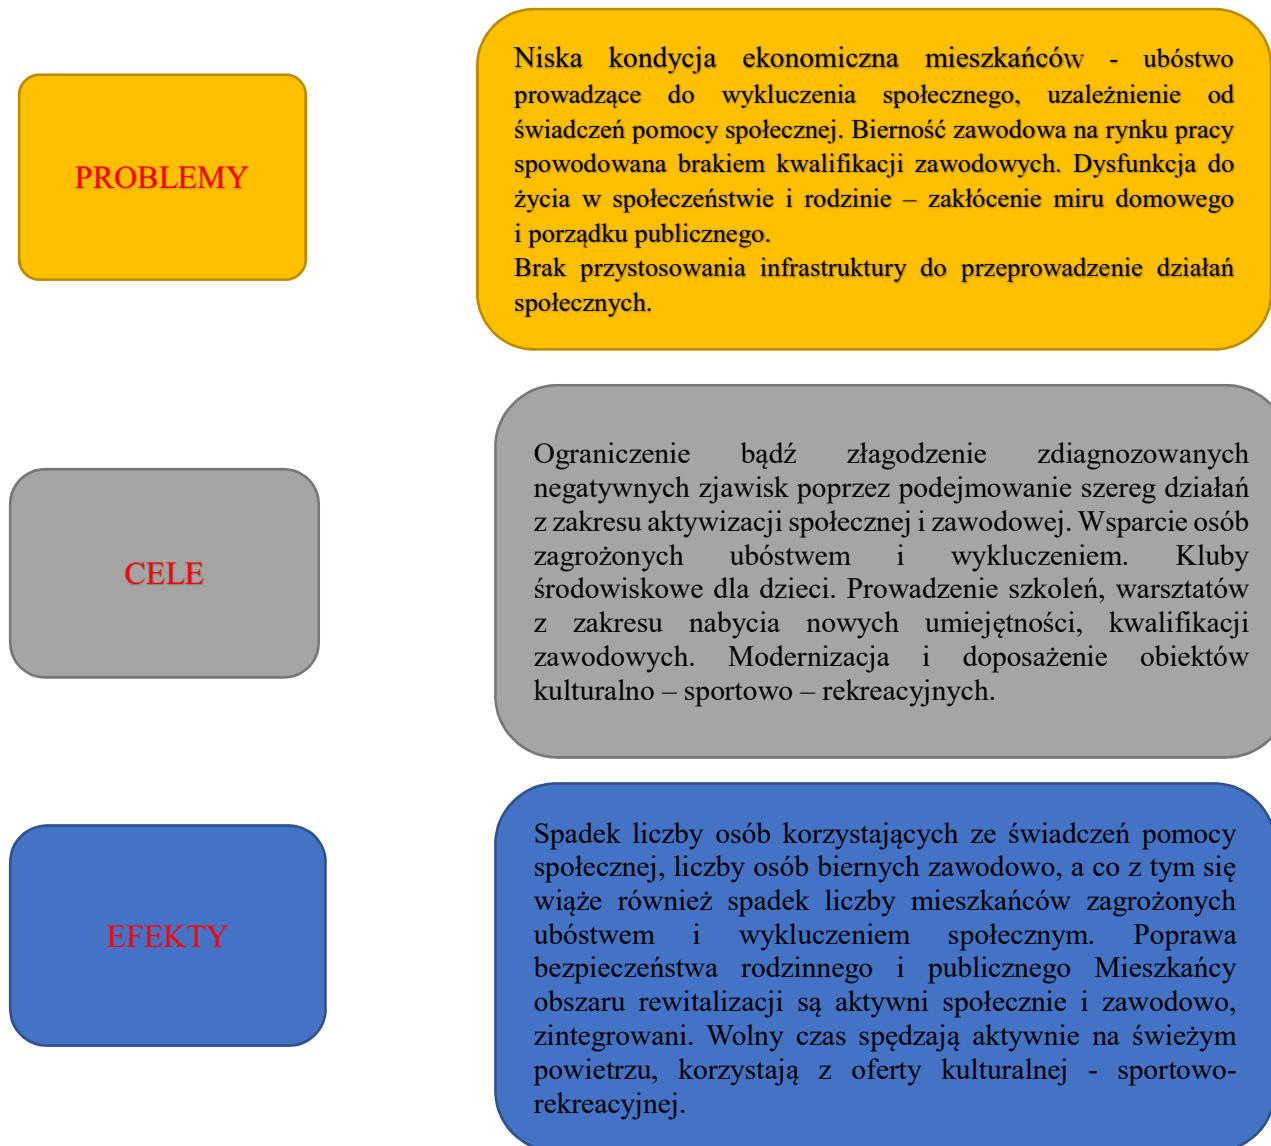 PROBLEMY
Niska kondycja ekonomiczna mieszkańców - ubóstwo
prowadzące do wykluczenia społecznego, uzależnienie od
świadczeń pomocy społecznej. Bierność zawodowa na rynku pracy
spowodowana brakiem kwalifikacji zawodowych. Dysfunkcja do
życia w społeczeństwie i rodzinie – zakłócenie miru domowego
i porządku publicznego.
Brak przystosowania infrastruktury do przeprowadzenie działań
społecznych.
CELE
Ograniczenie bądź złagodzenie zdiagnozowanych
negatywnych zjawisk poprzez podejmowanie szereg działań
z zakresu aktywizacji społecznej i zawodowej. Wsparcie osób
zagrożonych ubóstwem i wykluczeniem. Kluby
środowiskowe dla dzieci. Prowadzenie szkoleń, warsztatów
z zakresu nabycia nowych umiejętności, kwalifikacji
zawodowych. Modernizacja i doposażenie obiektów
kulturalno – sportowo – rekreacyjnych.
EFEKTY
Spadek liczby osób korzystających ze świadczeń pomocy
społecznej, liczby osób biernych zawodowo, a co z tym się
wiąże również spadek liczby mieszkańców zagrożonych
ubóstwem i wykluczeniem społecznym. Poprawa
bezpieczeństwa rodzinnego i publicznego Mieszkańcy
obszaru rewitalizacji są aktywni społecznie i zawodowo,
zintegrowani. Wolny czas spędzają aktywnie na świeżym
powietrzu, korzystają z oferty kulturalnej - sportowo-
rekreacyjnej.